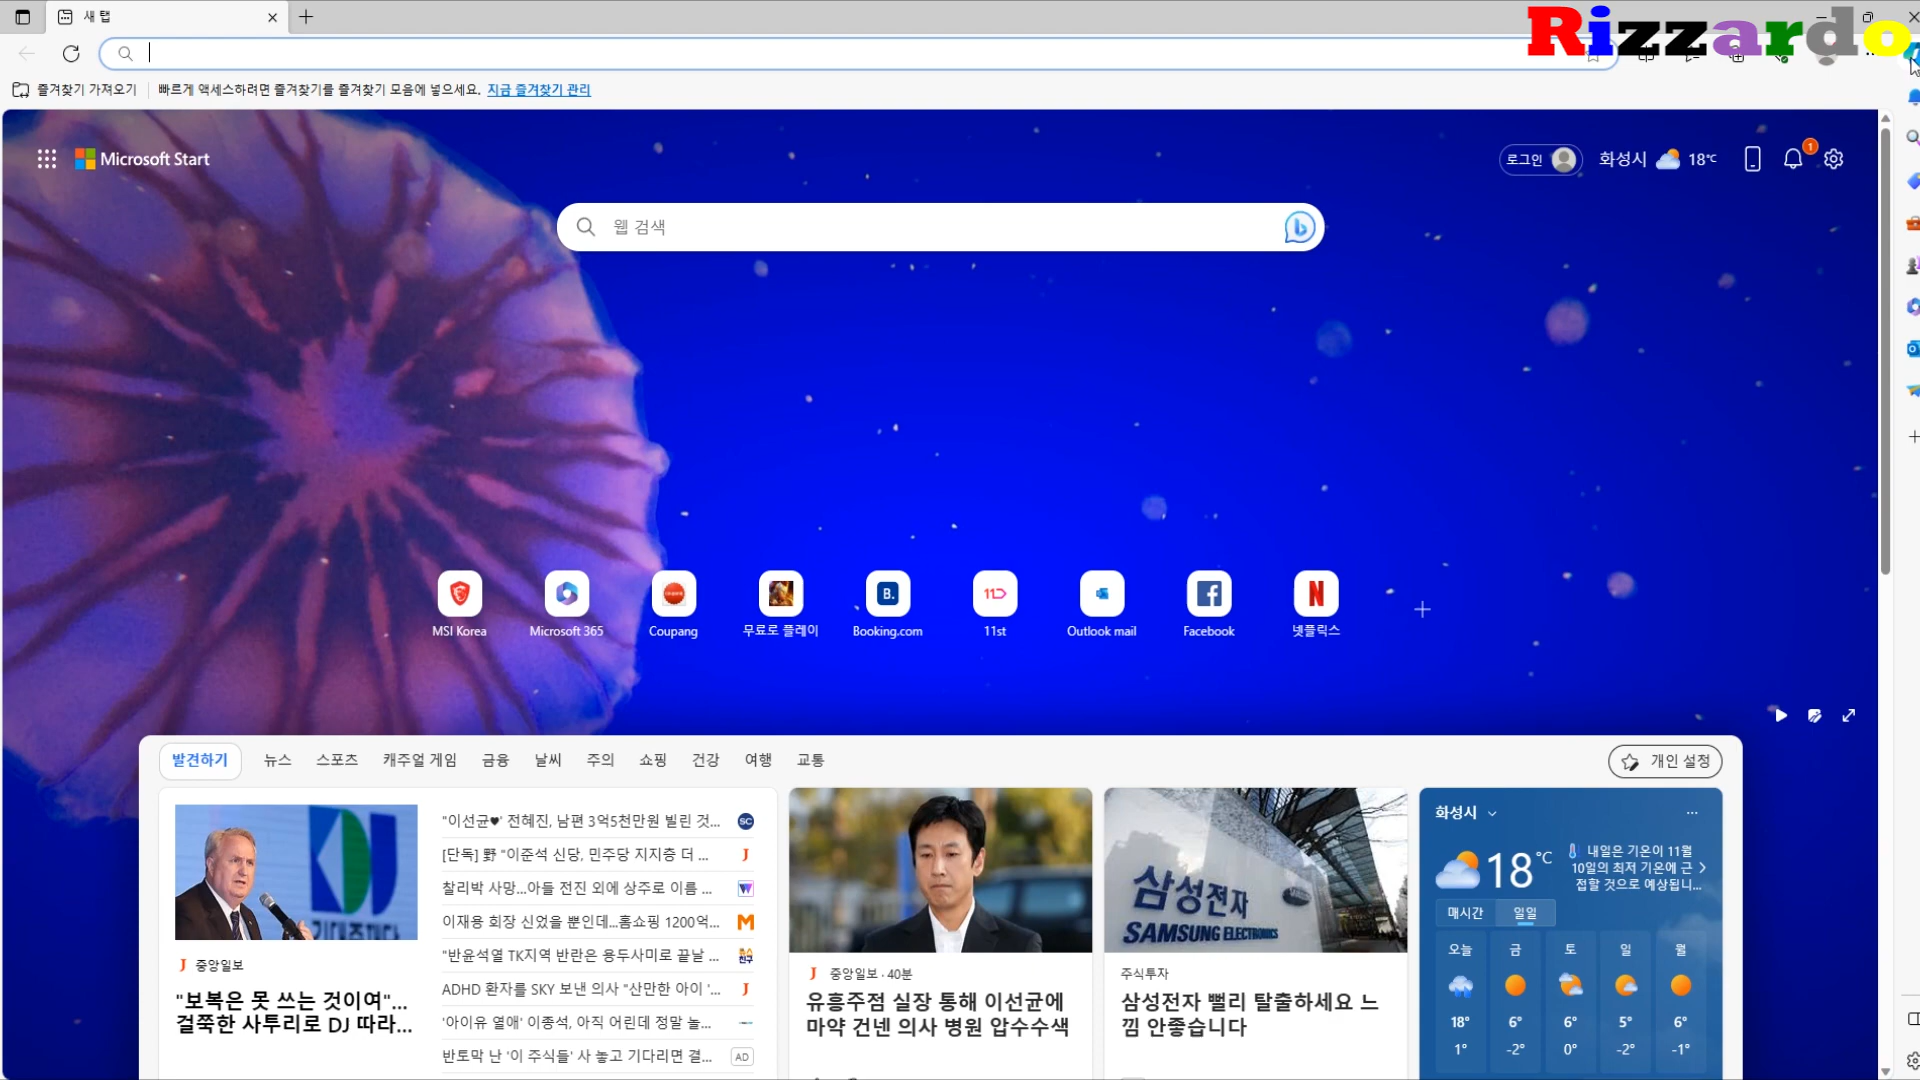 새 탭
Rizzardo
즐겨찾기 가져오기
빠르게 액세스하려면 즐겨찾기를 즐겨찾기 모음에 넣으세요. 지금 즐겨찾기 관리
Microsoft Start
로그인
화성시
18°C
1
웹 검색
MSI Korea
Microsoft 365
Coupang
무료로 플레이
B.
Booking.com
11
11st
Outlook mail
Facebook
N
넷플릭스
발견하기
뉴스
스포츠
캐주얼 게임
금융
날씨
주의
쇼핑
건강
여행
교통
개인 설정
J 중앙일보
"보복은 못 쓰는 것이여"...
걸쭉한 사투리로 DJ 따라...
"이선균♥' 전혜진, 남편 3억5천만원 빌린 것... SC
[단독] 野 "이준석 신당, 민주당 지지층 더 ... J
찰리박 사망...아들 전진 외에 상주로 이름 ... W
이재용 회장 신었을 뿐인데...홈쇼핑 1200억... M
"반윤석열 TK지역 반란은 용두사미로 끝날 ...
ADHD 환자를 SKY 보낸 의사 "산만한 아이 '... J
'아이유 열애' 이종석, 아직 어린데 정말 놀...
반토막 난 '이 주식들' 사 놓고 기다리면 결... AD
J 중앙일보 · 40분
유흥주점 실장 통해 이선균에
마약 건넨 의사 병원 압수수색
삼성전자
SAMSUNG ELECTRONICS
주식투자
삼성전자 빨리 탈출하세요 느
낌 안좋습니다
화성시
18°C
내일은 기온이 11월
10일의 최저 기온에 근
접할 것으로 예상됩니...
매시간
일일
오늘 금 토 일 월
18° 6° 6° 5° 6°
1° -2° 0° -2° -1°